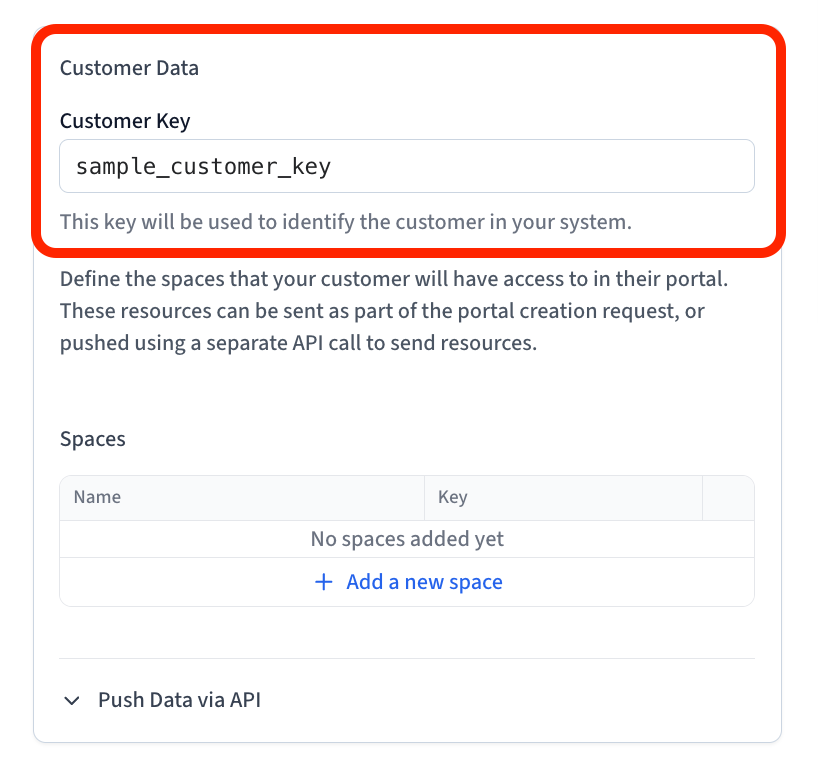 Customer Data
Customer Key
sample_customer_key
This key will be used to identify the customer in your system.
Define the spaces that your customer will have access to in their portal.
These resources can be sent as part of the portal creation request, or
pushed using a separate API call to send resources.
Spaces
Name Key
No spaces added yet
+ Add a new space
Push Data via API